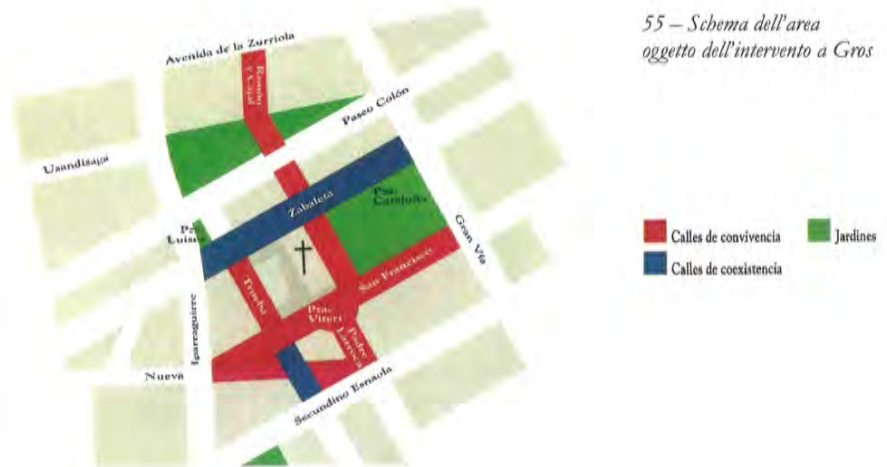 55 – Schema dell'area
oggetto dell'intervento a Gros
Avenida de la Zurriola
Ramón
y Cajal
Paseo Colón
Usandisaga
Zabaleta
Pza.
Cataluña
Pza.
Luisa
Gran Vía
San Francisco
Trueba
Iparraguirre
Pza.
Viteri
Padre
Larroca
Nueva
Secundino Esnaola
Calles de convivencia
Calles de coexistencia
Jardines